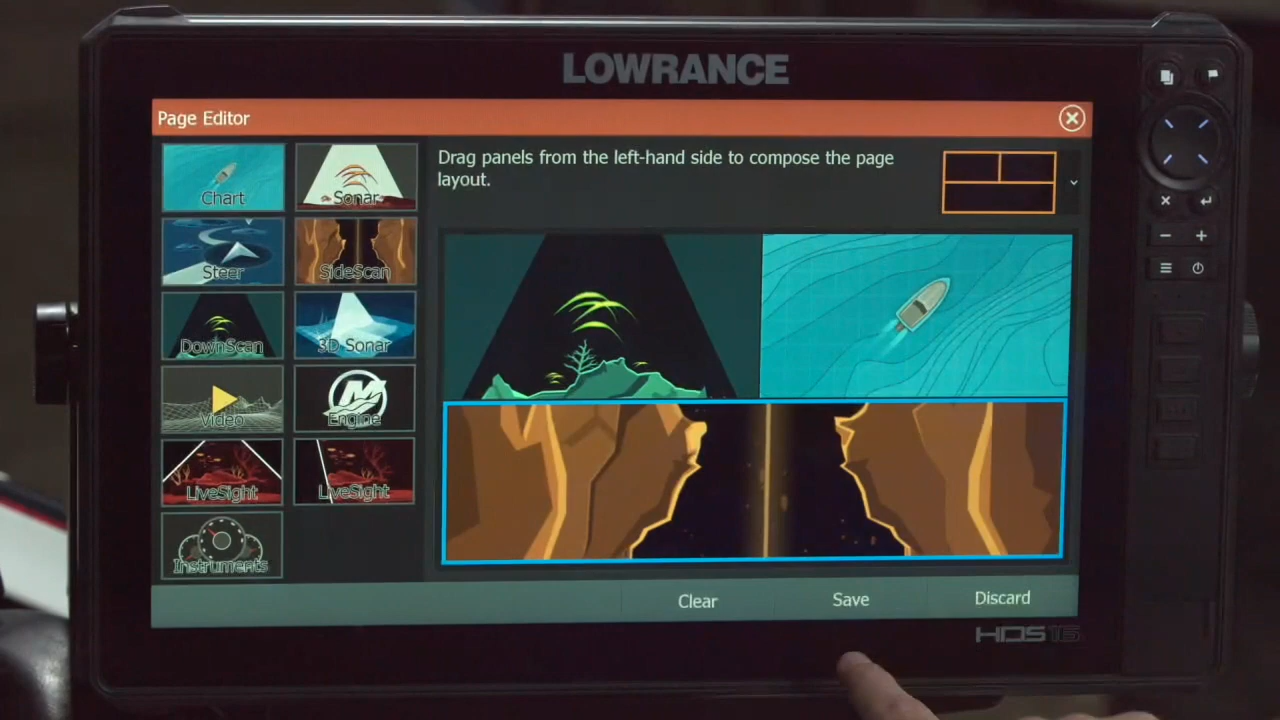 LOWRANCE
Page Editor
Drag panels from the left-hand side to compose the page
layout.
Chart
Sonar
Steer
SideScan
DownScan
3D Sonar
Video
Engine
LiveSight
LiveSight
Instruments
Clear
Save
Discard
HDS 16